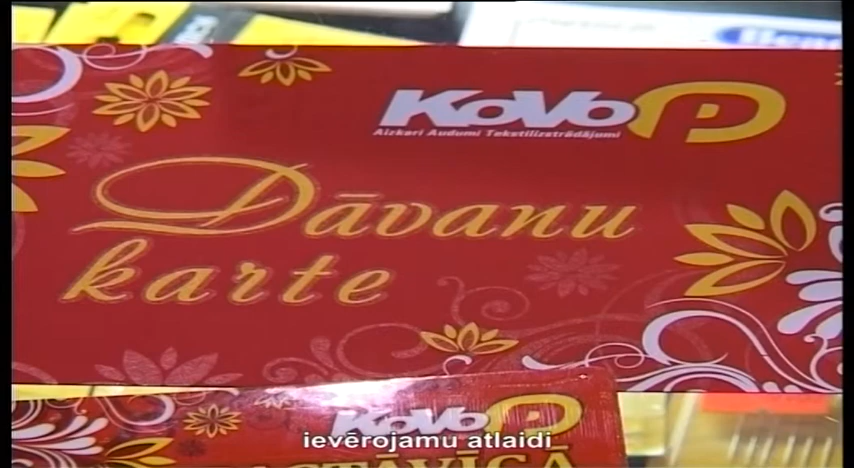 KoVo P
Aizkari Audumi Tekstilizstrādājumi
Dāvanu
karte
KoVo P
ievērojamu atlaidi